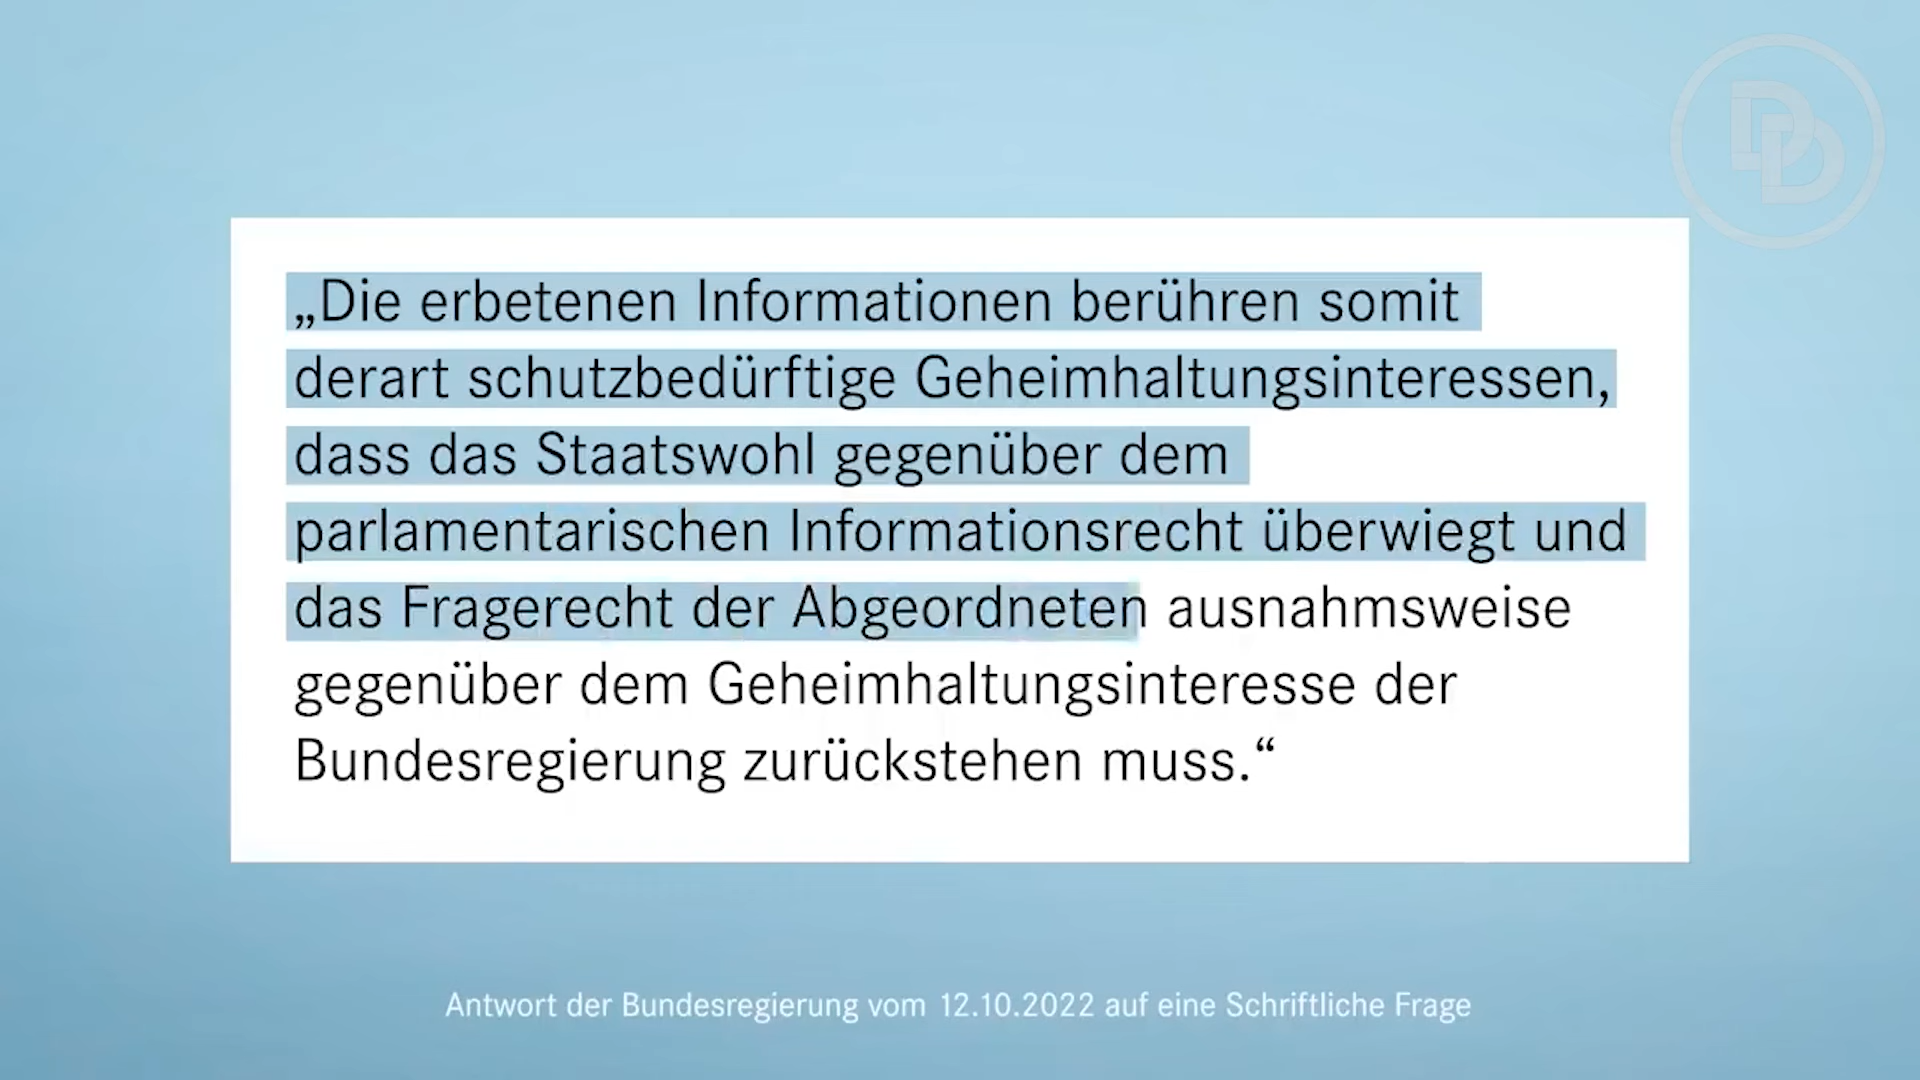 DD
„Die erbetenen Informationen berühren somit
derart schutzbedürftige Geheimhaltungsinteressen,
dass das Staatswohl gegenüber dem
parlamentarischen Informationsrecht überwiegt und
das Fragerecht der Abgeordneten ausnahmsweise
gegenüber dem Geheimhaltungsinteresse der
Bundesregierung zurückstehen muss.“
Antwort der Bundesregierung vom 12.10.2022 auf eine Schriftliche Frage